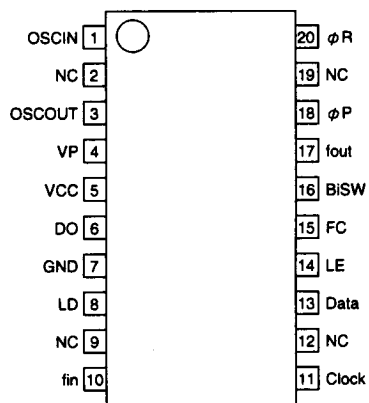 OSCIN 1 20 φR
NC 2 19 NC
OSCOUT 3 18 φP
VP 4 17 fout
VCC 5 16 BiSW
DO 6 15 FC
GND 7 14 LE
LD 8 13 Data
NC 9 12 NC
fin 10 11 Clock